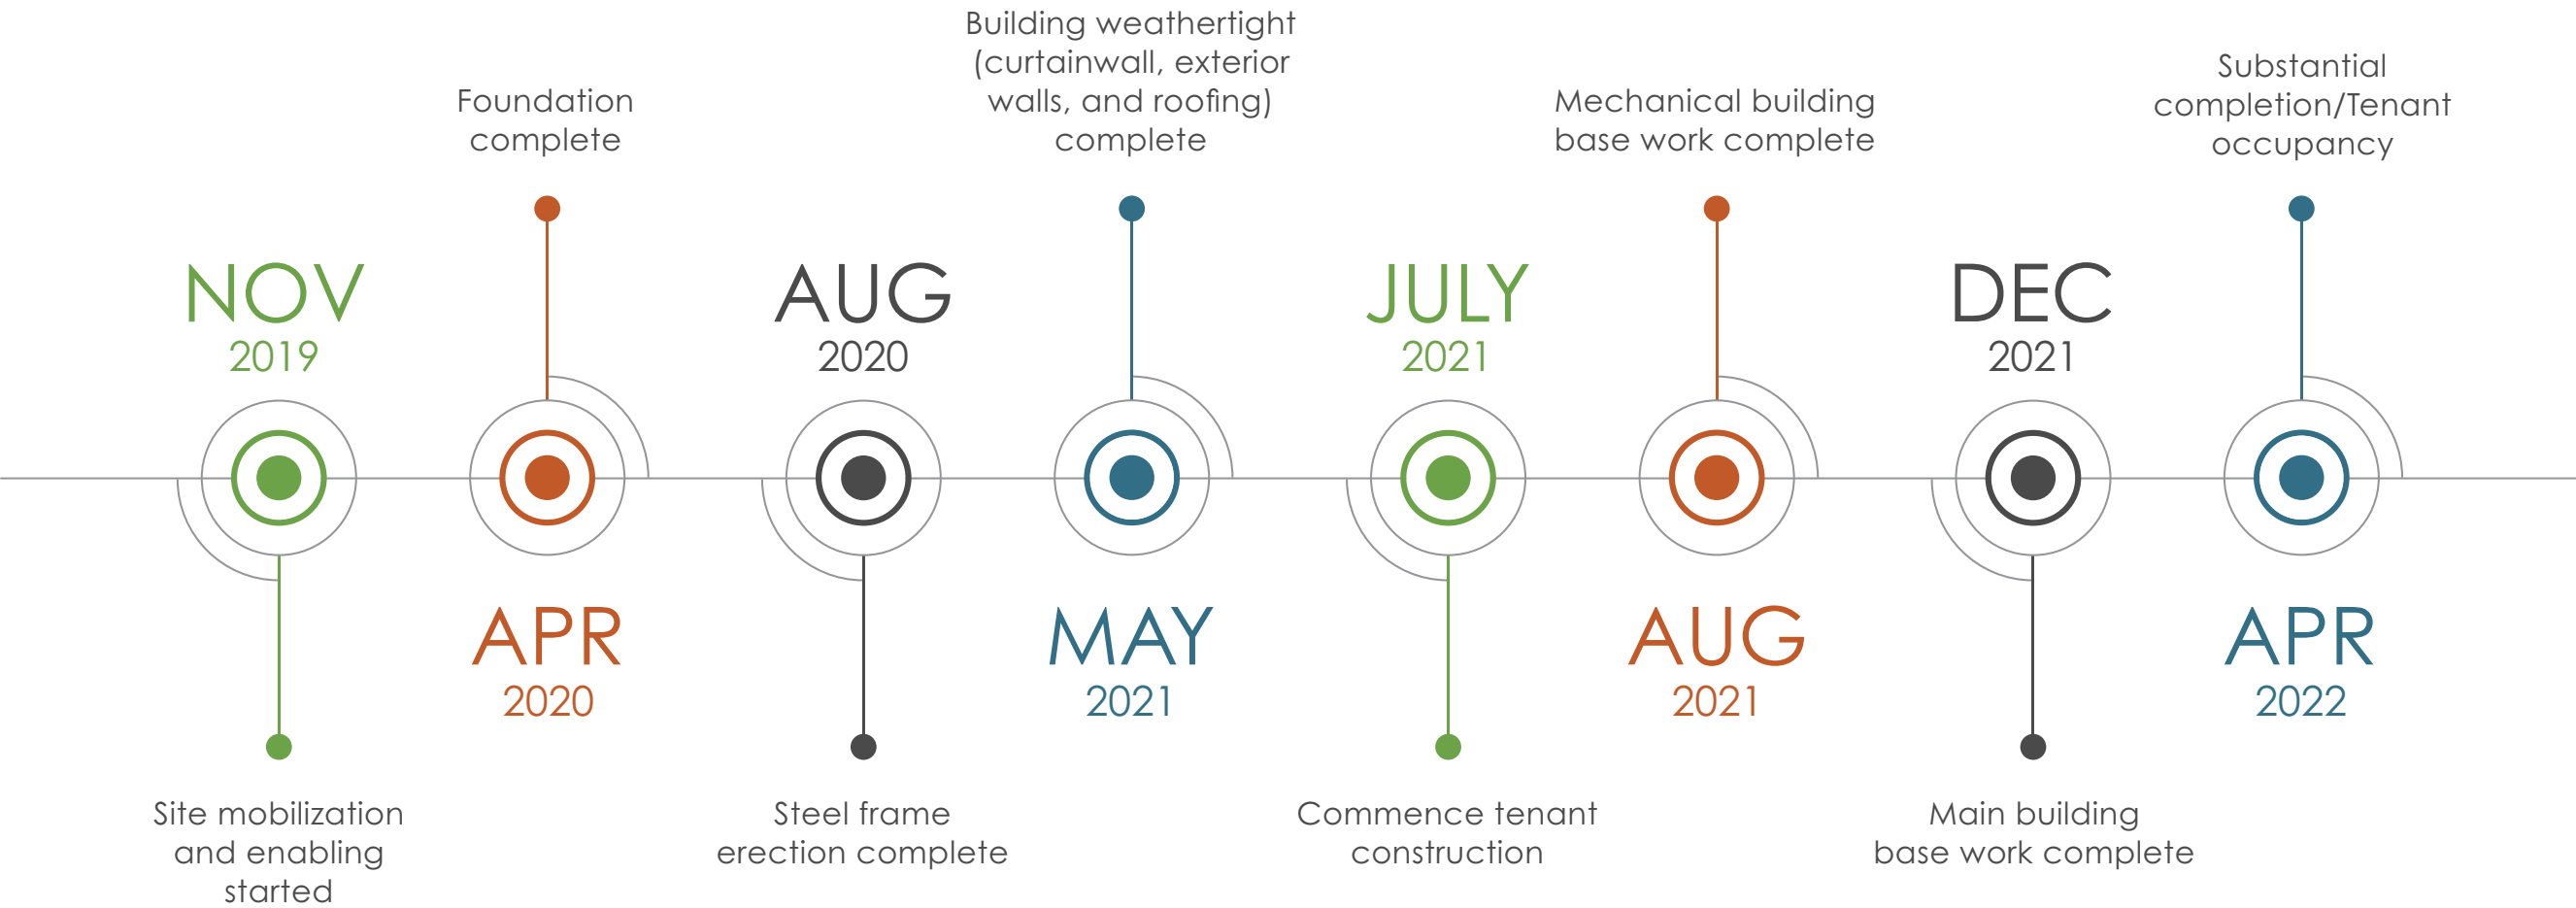 NOV
2019
Site mobilization
and enabling
started
Foundation
complete
APR
2020
AUG
2020
Steel frame
erection complete
Building weathertight
(curtainwall, exterior
walls, and roofing)
complete
MAY
2021
JULY
2021
Commence tenant
construction
Mechanical building
base work complete
AUG
2021
DEC
2021
Main building
base work complete
Substantial
completion/Tenant
occupancy
APR
2022